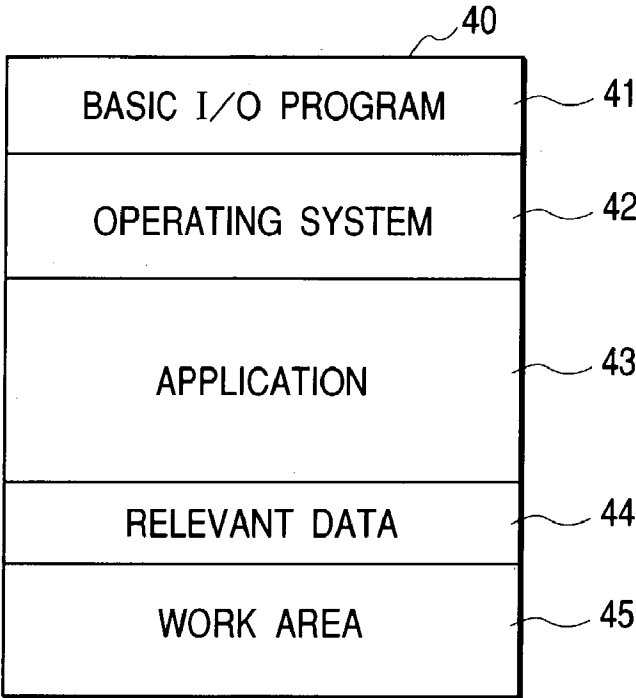 40
BASIC I/O PROGRAM 41
OPERATING SYSTEM 42
APPLICATION 43
RELEVANT DATA 44
WORK AREA 45